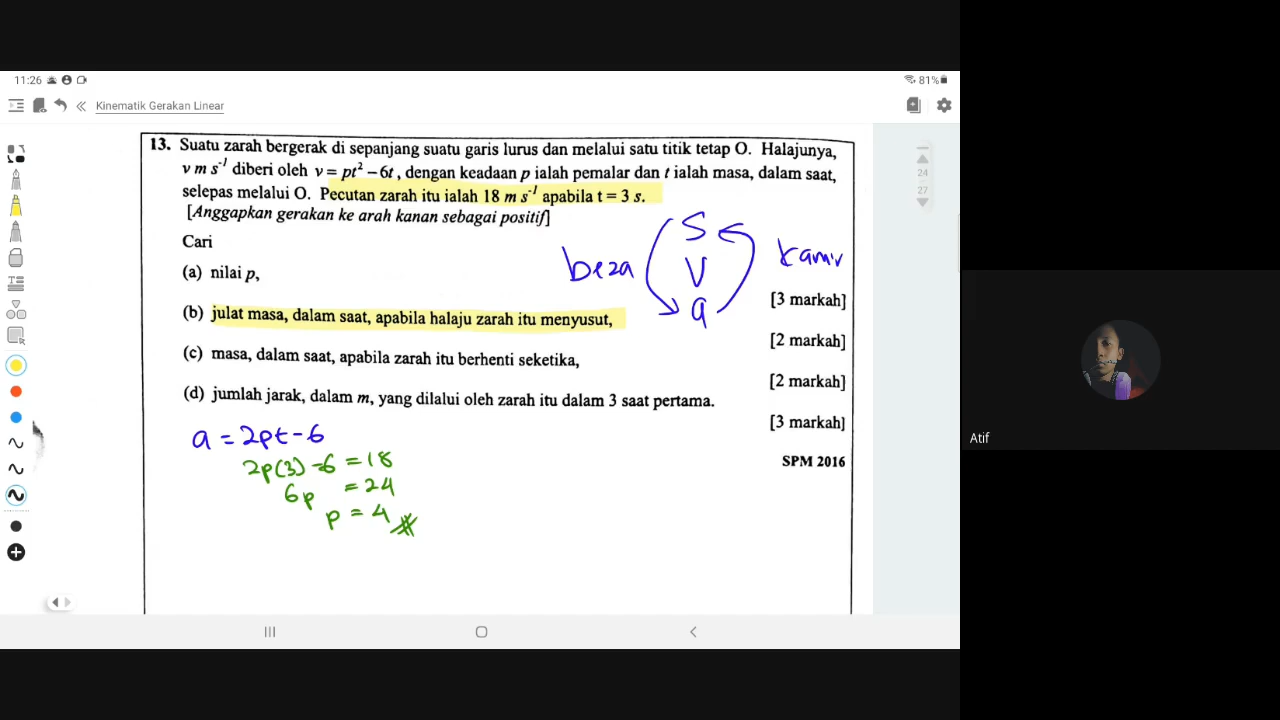 11:26
81%
Kinematik Gerakan Linear
13. Suatu zarah bergerak di sepanjang suatu garis lurus dan melalui satu titik tetap O. Halajunya,
v m s⁻¹ diberi oleh v = pt² – 6t, dengan keadaan p ialah pemalar dan t ialah masa, dalam saat,
selepas melalui O. Pecutan zarah itu ialah 18 m s⁻¹ apabila t = 3 s.
[Anggapkan gerakan ke arah kanan sebagai positif]
Cari
(a) nilai p,
[3 markah]
(b) julat masa, dalam saat, apabila halaju zarah itu menyusut,
[2 markah]
(c) masa, dalam saat, apabila zarah itu berhenti seketika,
[2 markah]
(d) jumlah jarak, dalam m, yang dilalui oleh zarah itu dalam 3 saat pertama.
[3 markah]
SPM 2016
beza
S
V
a
kamir
a = 2pt – 6
2p(3) – 6 = 18
6p = 24
p = 4 #
24
27
Atif